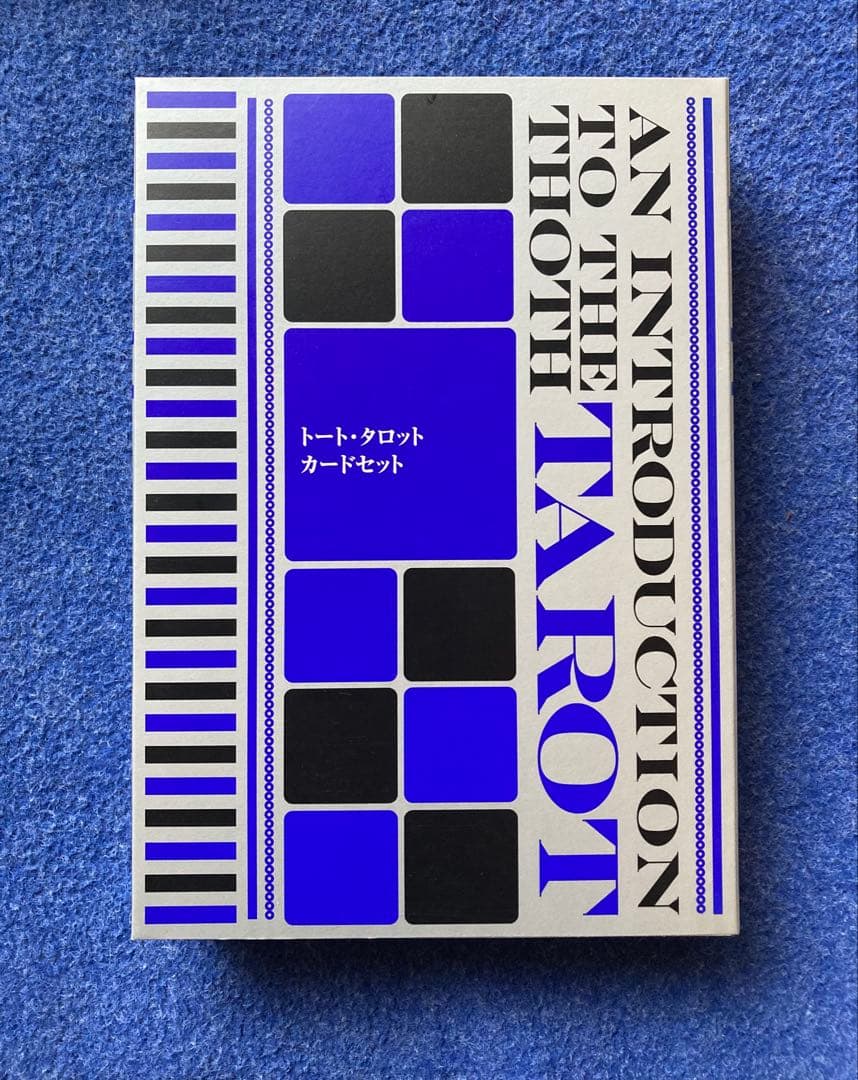 AN INTRODUCTION
TO THE
THOTH TAROT
トート・タロット
カードセット